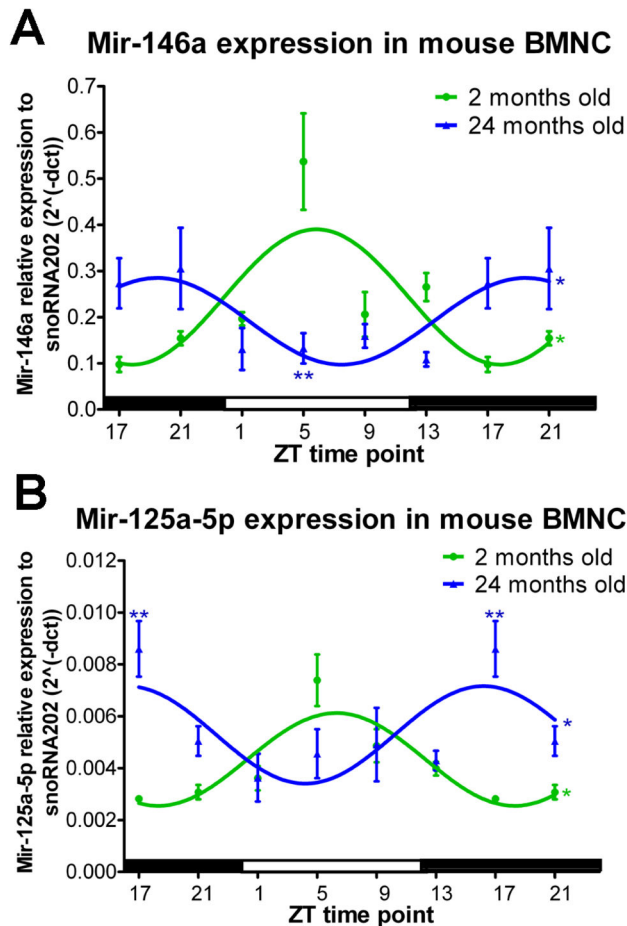 A
Mir-146a expression in mouse BMNC
Mir-146a relative expression to
snoRNA202 (2^(-dct))
0.7
0.6
0.5
0.4
0.3
0.2
0.1
0.0
2 months old
24 months old
*
*
**
17 21 1 5 9 13 17 21
ZT time point
B
Mir-125a-5p expression in mouse BMNC
Mir-125a-5p relative expression to
snoRNA202 (2^(-dct))
0.012
0.010
0.008
0.006
0.004
0.002
0.000
2 months old
24 months old
** **
*
*
17 21 1 5 9 13 17 21
ZT time point